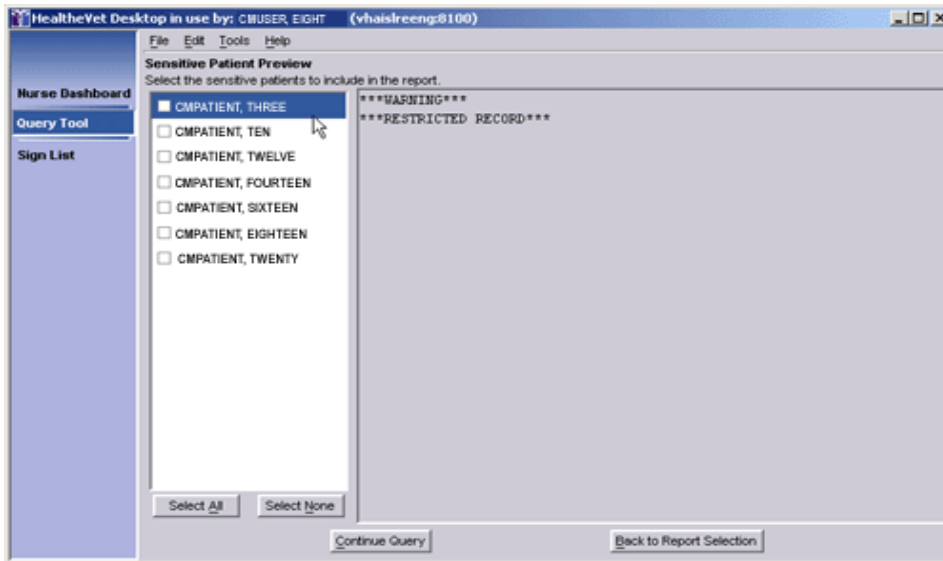 HealtheVet Desktop in use by: CMUSER, EIGHT (vhaislreeng:8100)
File Edit Tools Help
Nurse Dashboard
Query Tool
Sign List
Sensitive Patient Preview
Select the sensitive patients to include in the report.
CMPATIENT, THREE
CMPATIENT, TEN
CMPATIENT, TWELVE
CMPATIENT, FOURTEEN
CMPATIENT, SIXTEEN
CMPATIENT, EIGHTEEN
CMPATIENT, TWENTY
***WARNING***
***RESTRICTED RECORD***
Select All Select None
Continue Query Back to Report Selection